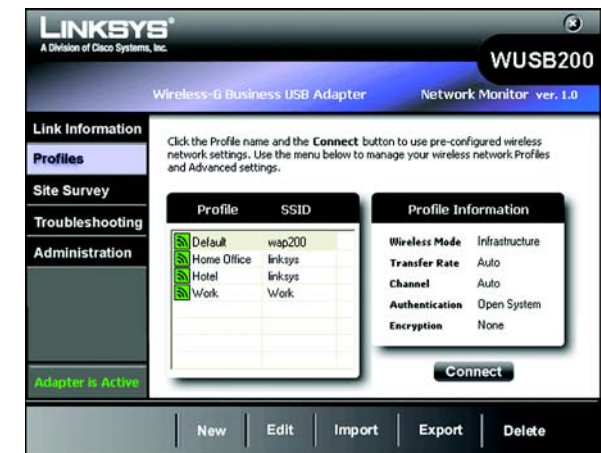 LINKSYS®
A Division of Cisco Systems, Inc.
WUSB200
Wireless-G Business USB Adapter
Network Monitor ver. 1.0
Link Information
Profiles
Site Survey
Troubleshooting
Administration
Adapter is Active
Click the Profile name and the Connect button to use pre-configured wireless
network settings. Use the menu below to manage your wireless network Profiles
and Advanced settings.
Profile SSID
Default wap200
Home Office linksys
Hotel linksys
Work Work
Profile Information
Wireless Mode Infrastructure
Transfer Rate Auto
Channel Auto
Authentication Open System
Encryption None
Connect
New Edit Import Export Delete